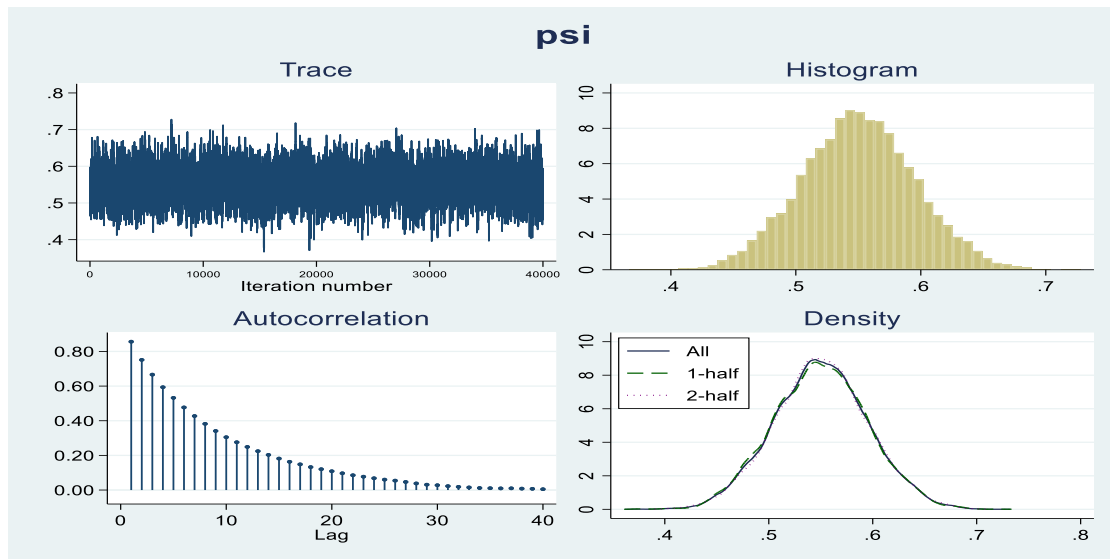 psi
Trace
.8
.7
.6
.5
.4
0 10000 20000 30000 40000
Iteration number
Histogram
10
8
6
4
2
0
.4 .5 .6 .7
Autocorrelation
0.80
0.60
0.40
0.20
0.00
0 10 20 30 40
Lag
Density
10
8
6
4
2
0
All
1-half
2-half
.4 .5 .6 .7 .8